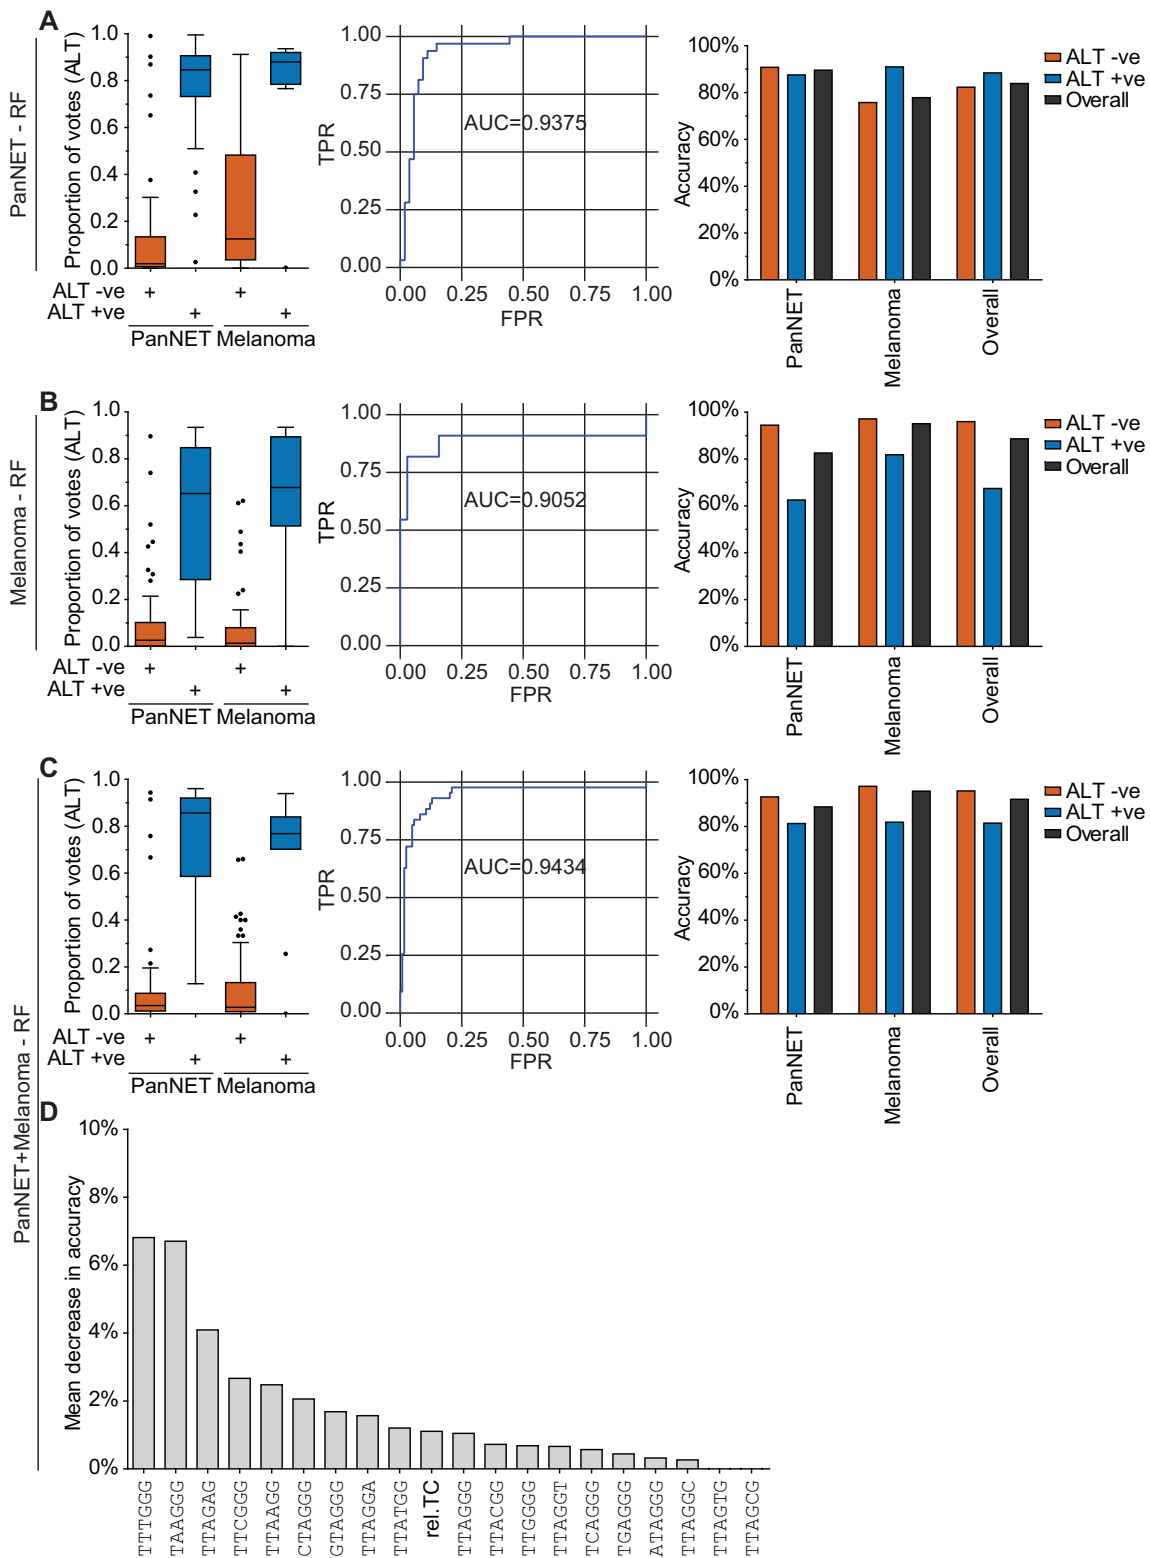 A
PanNET - RF
Proportion of votes (ALT)
1.0
0.8
0.6
0.4
0.2
0.0
ALT -ve + +
ALT +ve + +
PanNET Melanoma
TPR
1.00
0.75
0.50
0.25
0.00
AUC=0.9375
0.00 0.25 0.50 0.75 1.00
FPR
Accuracy
100%
80%
60%
40%
20%
0%
PanNET
Melanoma
Overall
ALT -ve
ALT +ve
Overall
B
Melanoma - RF
Proportion of votes (ALT)
1.0
0.8
0.6
0.4
0.2
0.0
ALT -ve + +
ALT +ve + +
PanNET Melanoma
TPR
1.00
0.75
0.50
0.25
0.00
AUC=0.9052
0.00 0.25 0.50 0.75 1.00
FPR
Accuracy
100%
80%
60%
40%
20%
0%
PanNET
Melanoma
Overall
ALT -ve
ALT +ve
Overall
C
PanNET+Melanoma - RF
Proportion of votes (ALT)
1.0
0.8
0.6
0.4
0.2
0.0
ALT -ve + +
ALT +ve + +
PanNET Melanoma
TPR
1.00
0.75
0.50
0.25
0.00
AUC=0.9434
0.00 0.25 0.50 0.75 1.00
FPR
Accuracy
100%
80%
60%
40%
20%
0%
PanNET
Melanoma
Overall
ALT -ve
ALT +ve
Overall
D
Mean decrease in accuracy
10%
8%
6%
4%
2%
0%
TTTGGG
TAAGGG
TTAGAG
TTCGGG
TTAAGG
CTAGGG
GTAGGG
TTAGGA
TTATGG
rel.TC
TTAGGG
TTACGG
TTGGGG
TTAGGT
TCAGGG
TGAGGG
ATAGGG
TTAGGC
TTAGTG
TTAGCG